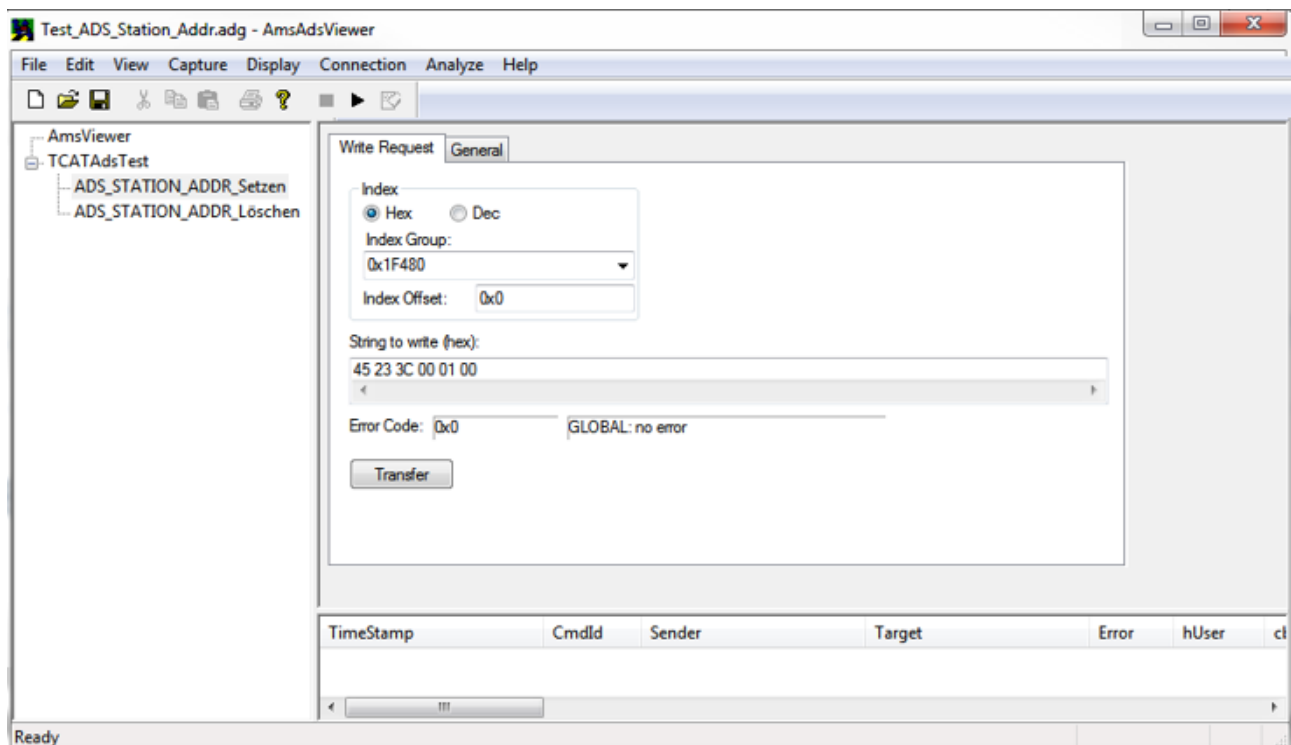 Test_ADS_Station_Addr.adg - AmsAdsViewer
File Edit View Capture Display Connection Analyze Help
AmsViewer
TCATAdsTest
ADS_STATION_ADDR_Setzen
ADS_STATION_ADDR_Löschen
Write Request General
Index
Hex Dec
Index Group:
0x1F480
Index Offset: 0x0
String to write (hex):
45 23 3C 00 01 00
Error Code: 0x0 GLOBAL: no error
Transfer
TimeStamp CmdId Sender Target Error hUser
Ready